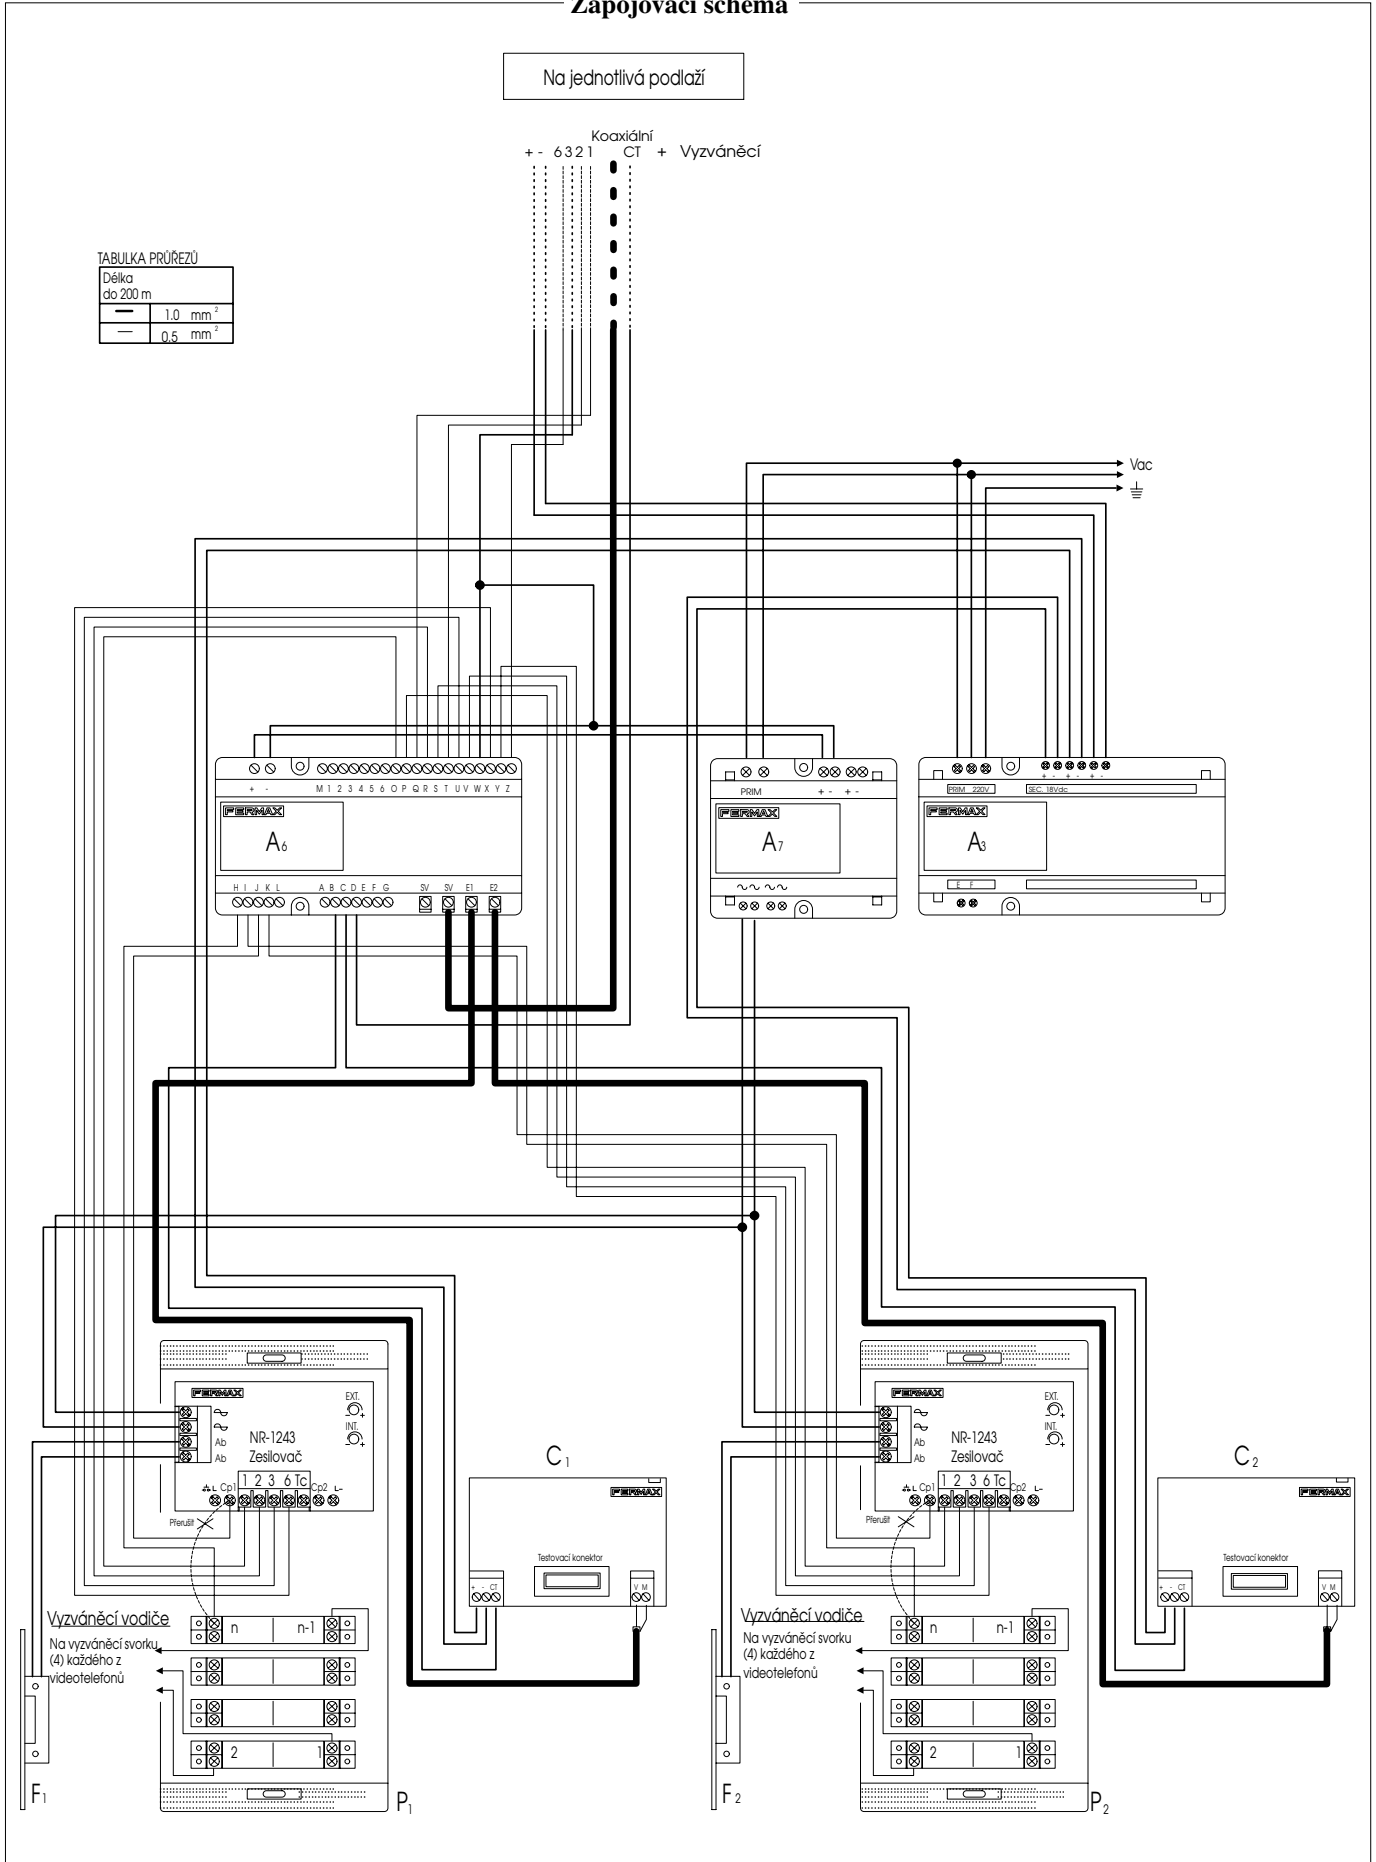 Zapojovací schema
Na jednotlivá podlaží
Koaxiální
+ - 6 3 2 1 CT + Vyzváněcí
TABULKA PRŮŘEZŮ
Délka
do 200 m
1.0 mm²
0.5 mm²
Vac
+ - M 1 2 3 4 5 6 O P Q R S T U V W X Y Z
FERMAX
A6
H I J K L A B C D E F G SV SV E1 E2
PRIM + - + -
FERMAX
A7
+ - + - + -
PRIM 220V SEC. 18Vdc
FERMAX
A3
E F
FERMAX
EXT.
- +
INT.
- +
NR-1243
Zesilovač
Ab
Ab
1 2 3 6 Tc
L Cp1 Cp2 L-
Přerušit
C1
FERMAX
Testovací konektor
+ - CT
V M
Vyzváněcí vodiče
Na vyzváněcí svorku
(4) každého z
videotelefonů
n n-1
2 1
F1
P1
FERMAX
EXT.
- +
INT.
- +
NR-1243
Zesilovač
Ab
Ab
1 2 3 6 Tc
L Cp1 Cp2 L-
Přerušit
C2
FERMAX
Testovací konektor
+ - CT
V M
Vyzváněcí vodiče
Na vyzváněcí svorku
(4) každého z
videotelefonů
n n-1
2 1
F2
P2